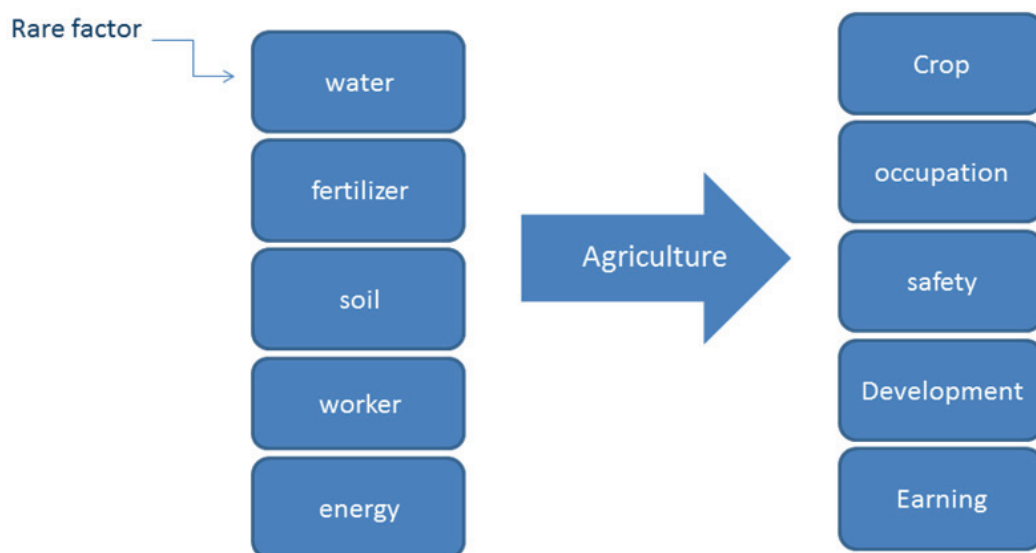 Rare factor
water
fertilizer
soil
worker
energy
Agriculture
Crop
occupation
safety
Development
Earning